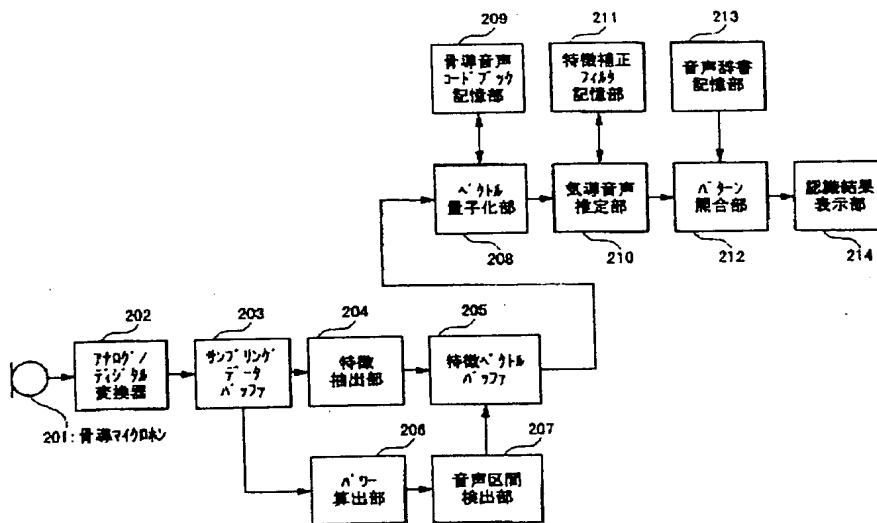 209
骨導音声
コードブック
記憶部
211
特徴補正
フィルタ
記憶部
213
音声辞書
記憶部
ベクトル
量子化部
208
気導音声
推定部
210
パターン
照合部
212
認識結果
表示部
214
202
アナログ/
ディジタル
変換器
203
サンプリング
データ
バッファ
204
特徴
抽出部
205
特徴ベクトル
バッファ
201:骨導マイクロホン
206
パワー
算出部
207
音声区間
検出部